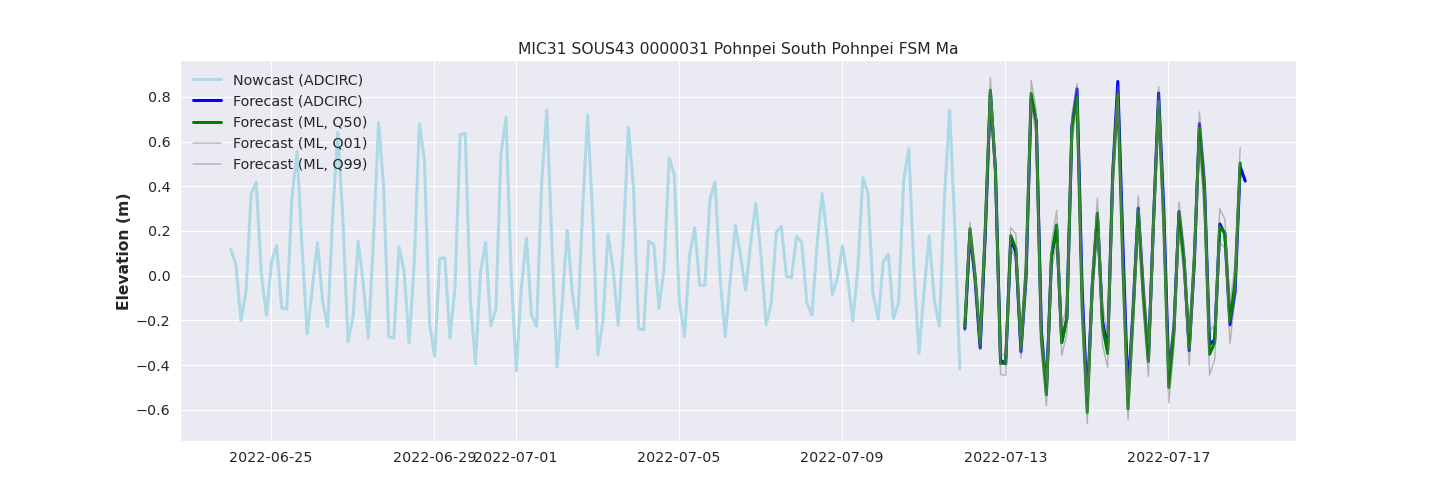 MIC31 SOUS43 0000031 Pohnpei South Pohnpei FSM Ma
Nowcast (ADCIRC)
Forecast (ADCIRC)
Forecast (ML, Q50)
Forecast (ML, Q01)
Forecast (ML, Q99)
Elevation (m)
0.8
0.6
0.4
0.2
0.0
−0.2
−0.4
−0.6
2022-06-25
2022-06-29
2022-07-01
2022-07-05
2022-07-09
2022-07-13
2022-07-17